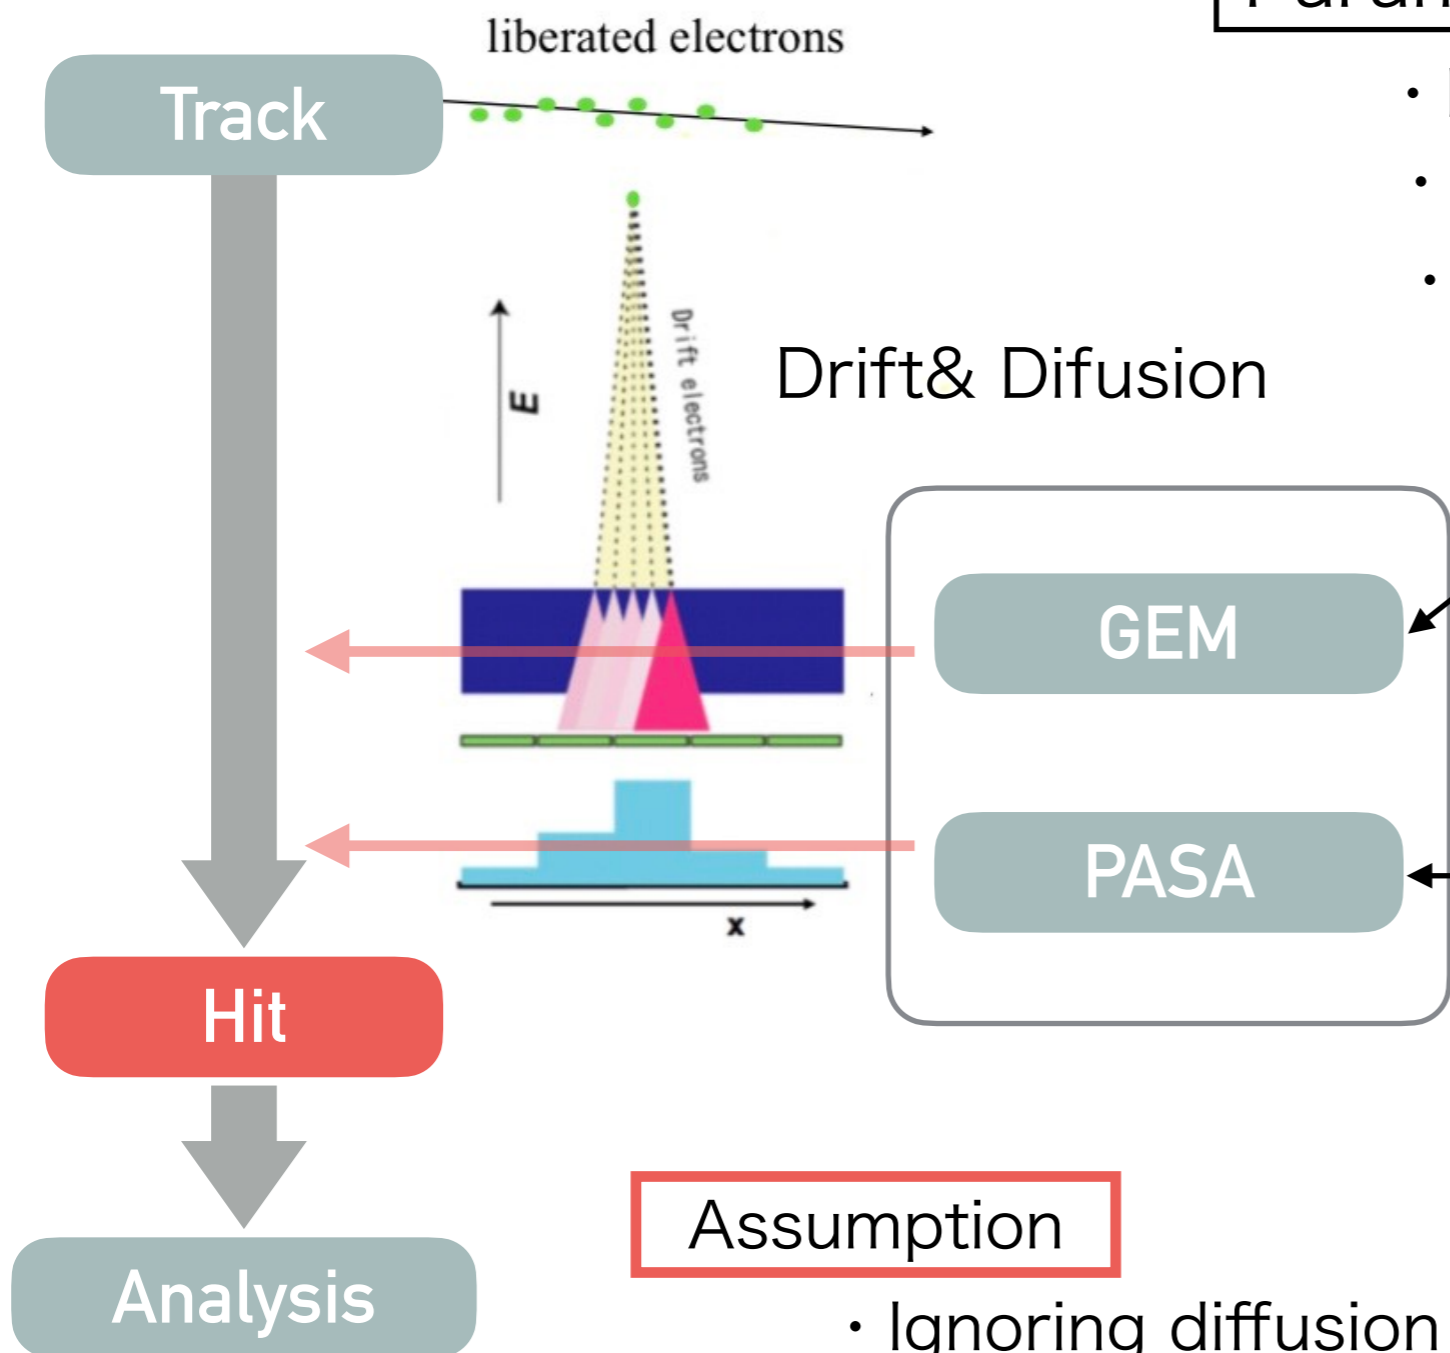 liberated electrons
Track
Drift electrons
E
Drift& Difusion
GEM
PASA
x
Hit
Assumption
Analysis
・Ignoring diffusion